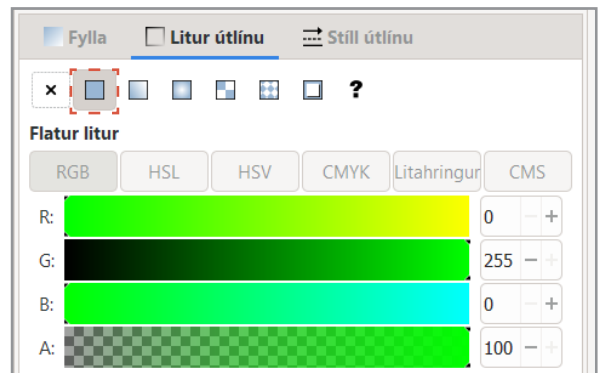 Fylla Litur útlínu Stíll útlínu
× ?
Flatur litur
RGB HSL HSV CMYK Litahringur CMS
R: 0 − +
G: 255 − +
B: 0 − +
A: 100 − +